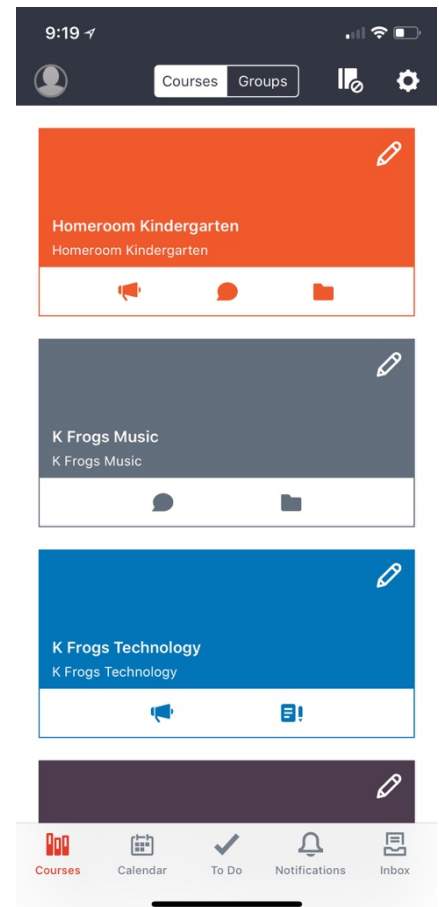 9:19
Courses Groups
Homeroom Kindergarten
Homeroom Kindergarten
K Frogs Music
K Frogs Music
K Frogs Technology
K Frogs Technology
Courses Calendar To Do Notifications Inbox